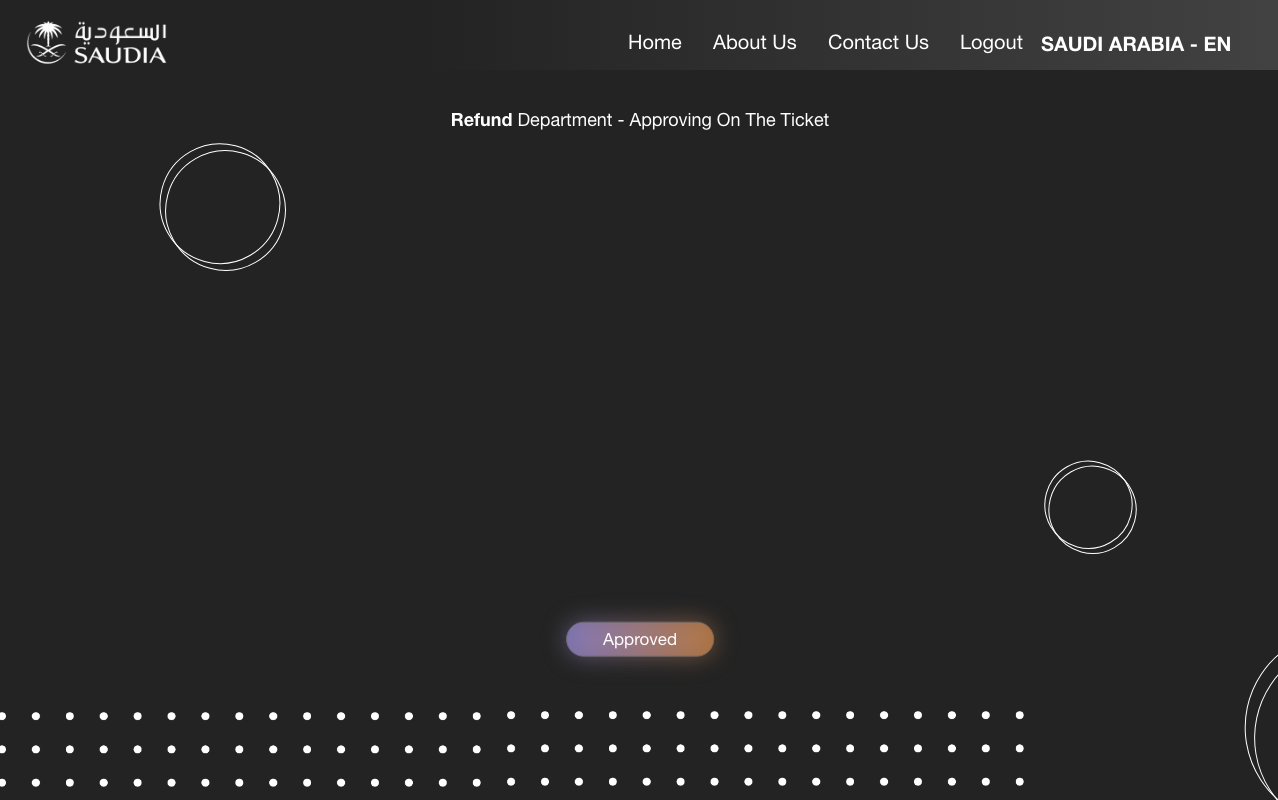 السعودية
SAUDIA
Home About Us Contact Us Logout SAUDI ARABIA - EN
Refund Department - Approving On The Ticket
Approved